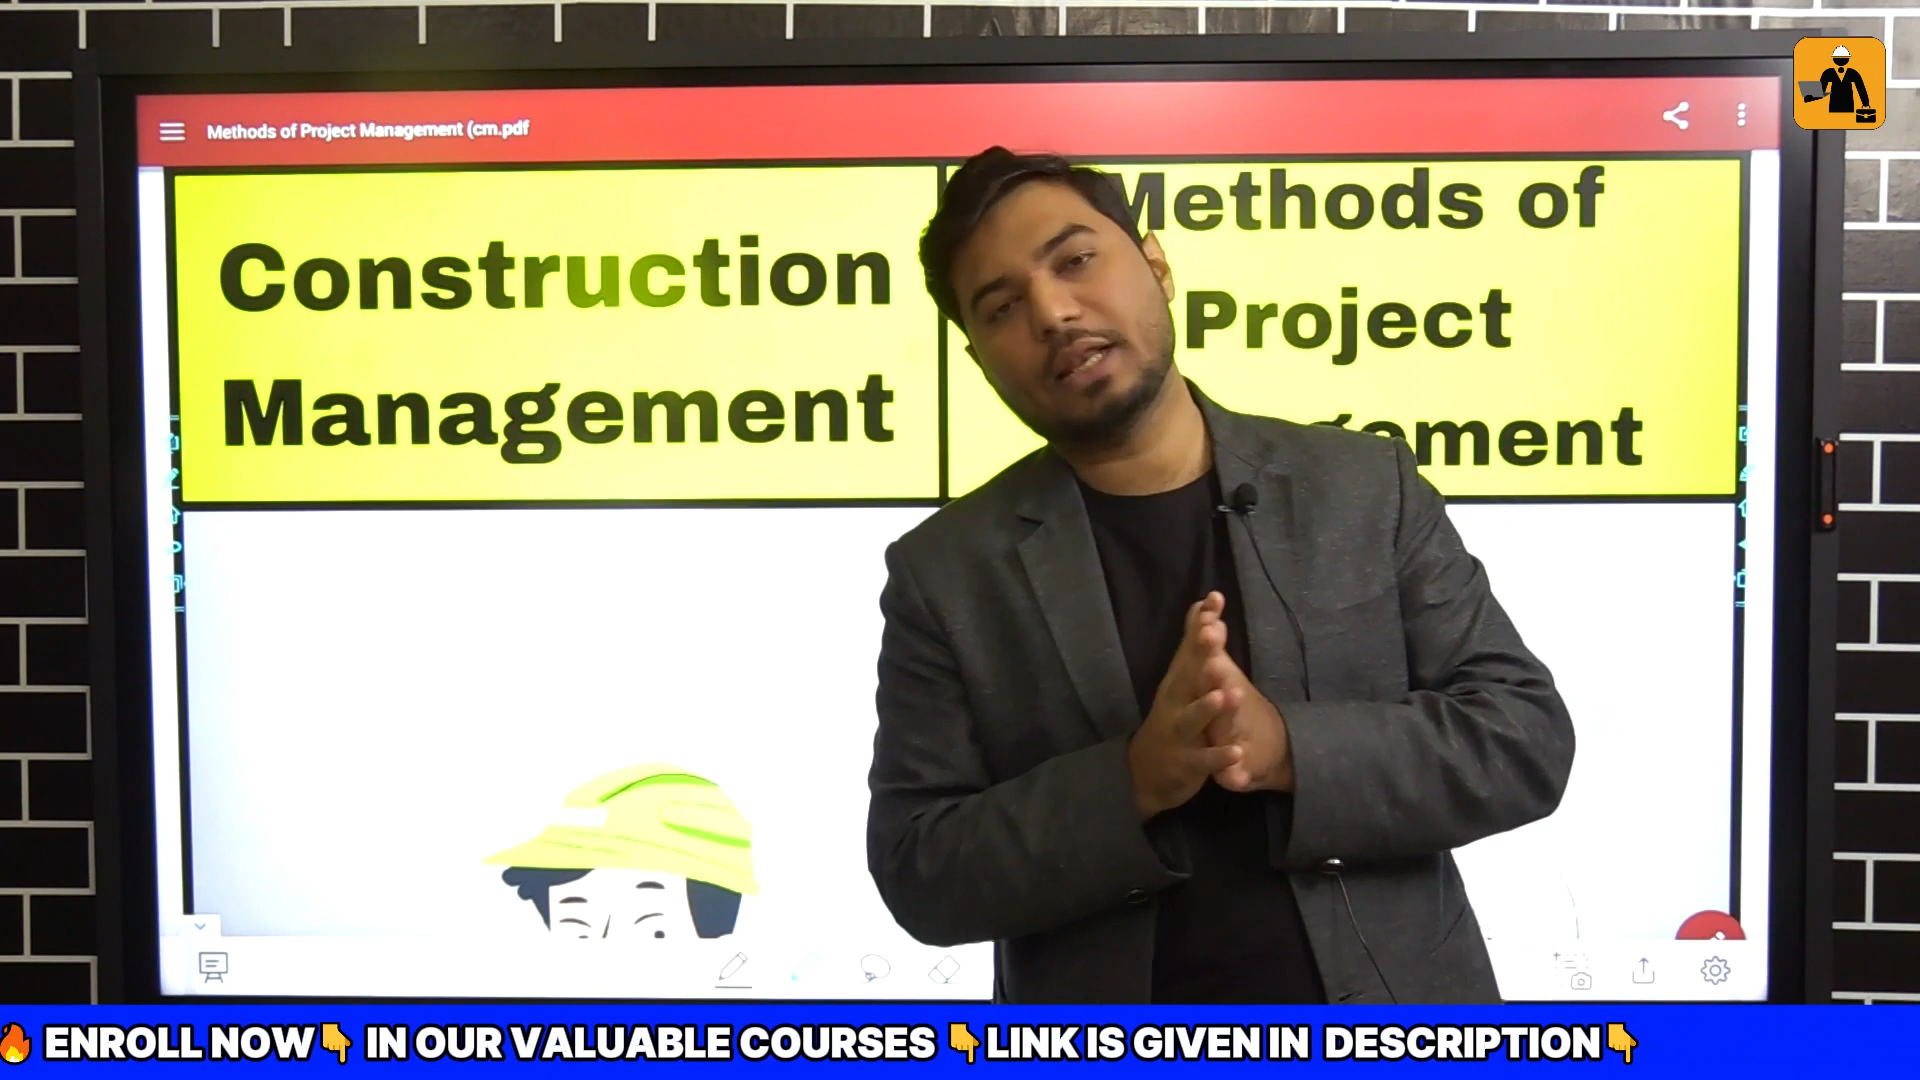 Methods of Project Management (cm.pdf
Construction
Management
Methods of
Project
ement
🔥 ENROLL NOW👇 IN OUR VALUABLE COURSES 👇LINK IS GIVEN IN DESCRIPTION👇